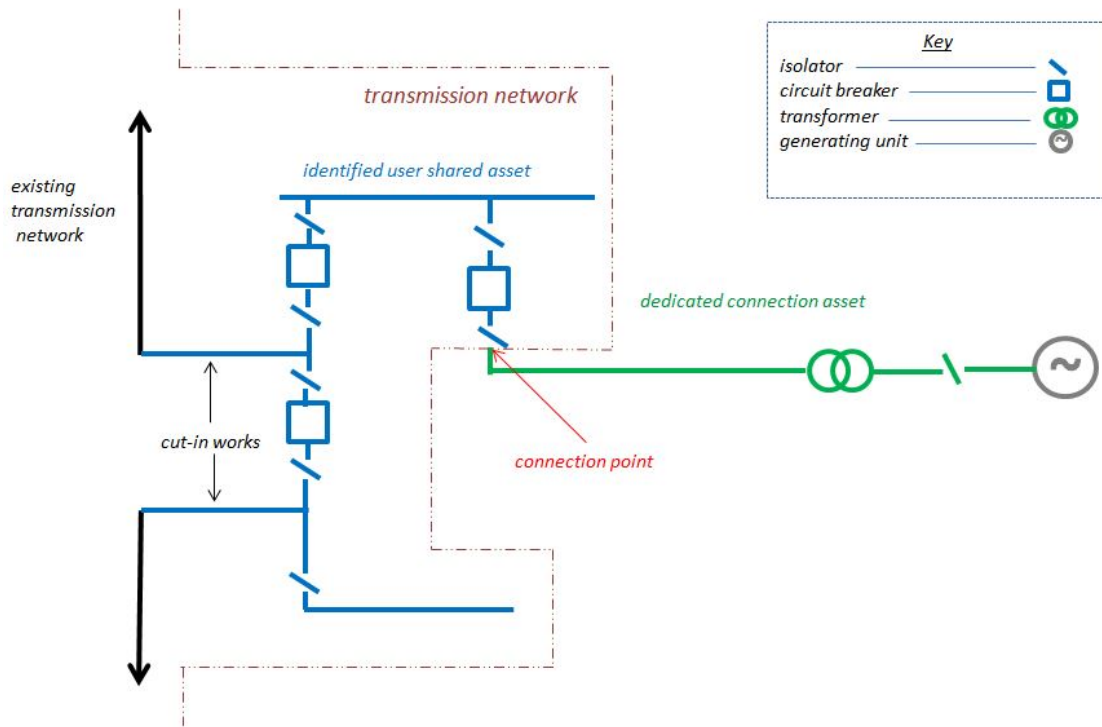 Key
isolator
circuit breaker
transformer
generating unit
transmission network
identified user shared asset
existing
transmission
network
dedicated connection asset
cut-in works
connection point